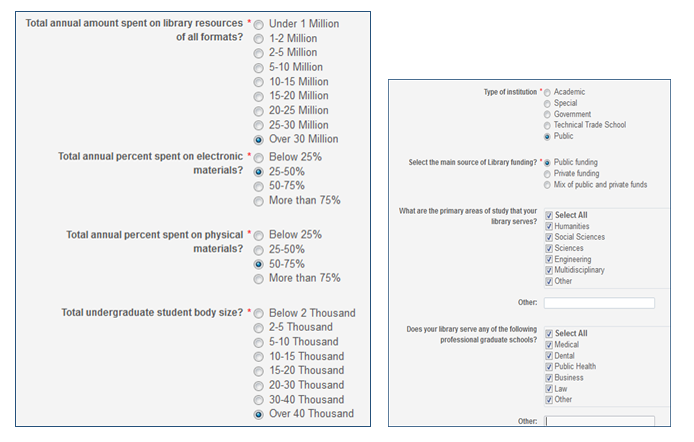 Total annual amount spent on library resources * Under 1 Million
of all formats? 1-2 Million
2-5 Million
5-10 Million
10-15 Million
15-20 Million
20-25 Million
25-30 Million
Over 30 Million
Total annual percent spent on electronic * Below 25%
materials? 25-50%
50-75%
More than 75%
Total annual percent spent on physical * Below 25%
materials? 25-50%
50-75%
More than 75%
Total undergraduate student body size? * Below 2 Thousand
2-5 Thousand
5-10 Thousand
10-15 Thousand
15-20 Thousand
20-30 Thousand
30-40 Thousand
Over 40 Thousand
Type of institution * Academic
Special
Government
Technical Trade School
Public
Select the main source of Library funding? * Public funding
Private funding
Mix of public and private funds
What are the primary areas of study that your Select All
library serves? Humanities
Social Sciences
Sciences
Engineering
Multidisciplinary
Other
Other:
Does your library serve any of the following Select All
professional graduate schools? Medical
Dental
Public Health
Business
Law
Other
Other: